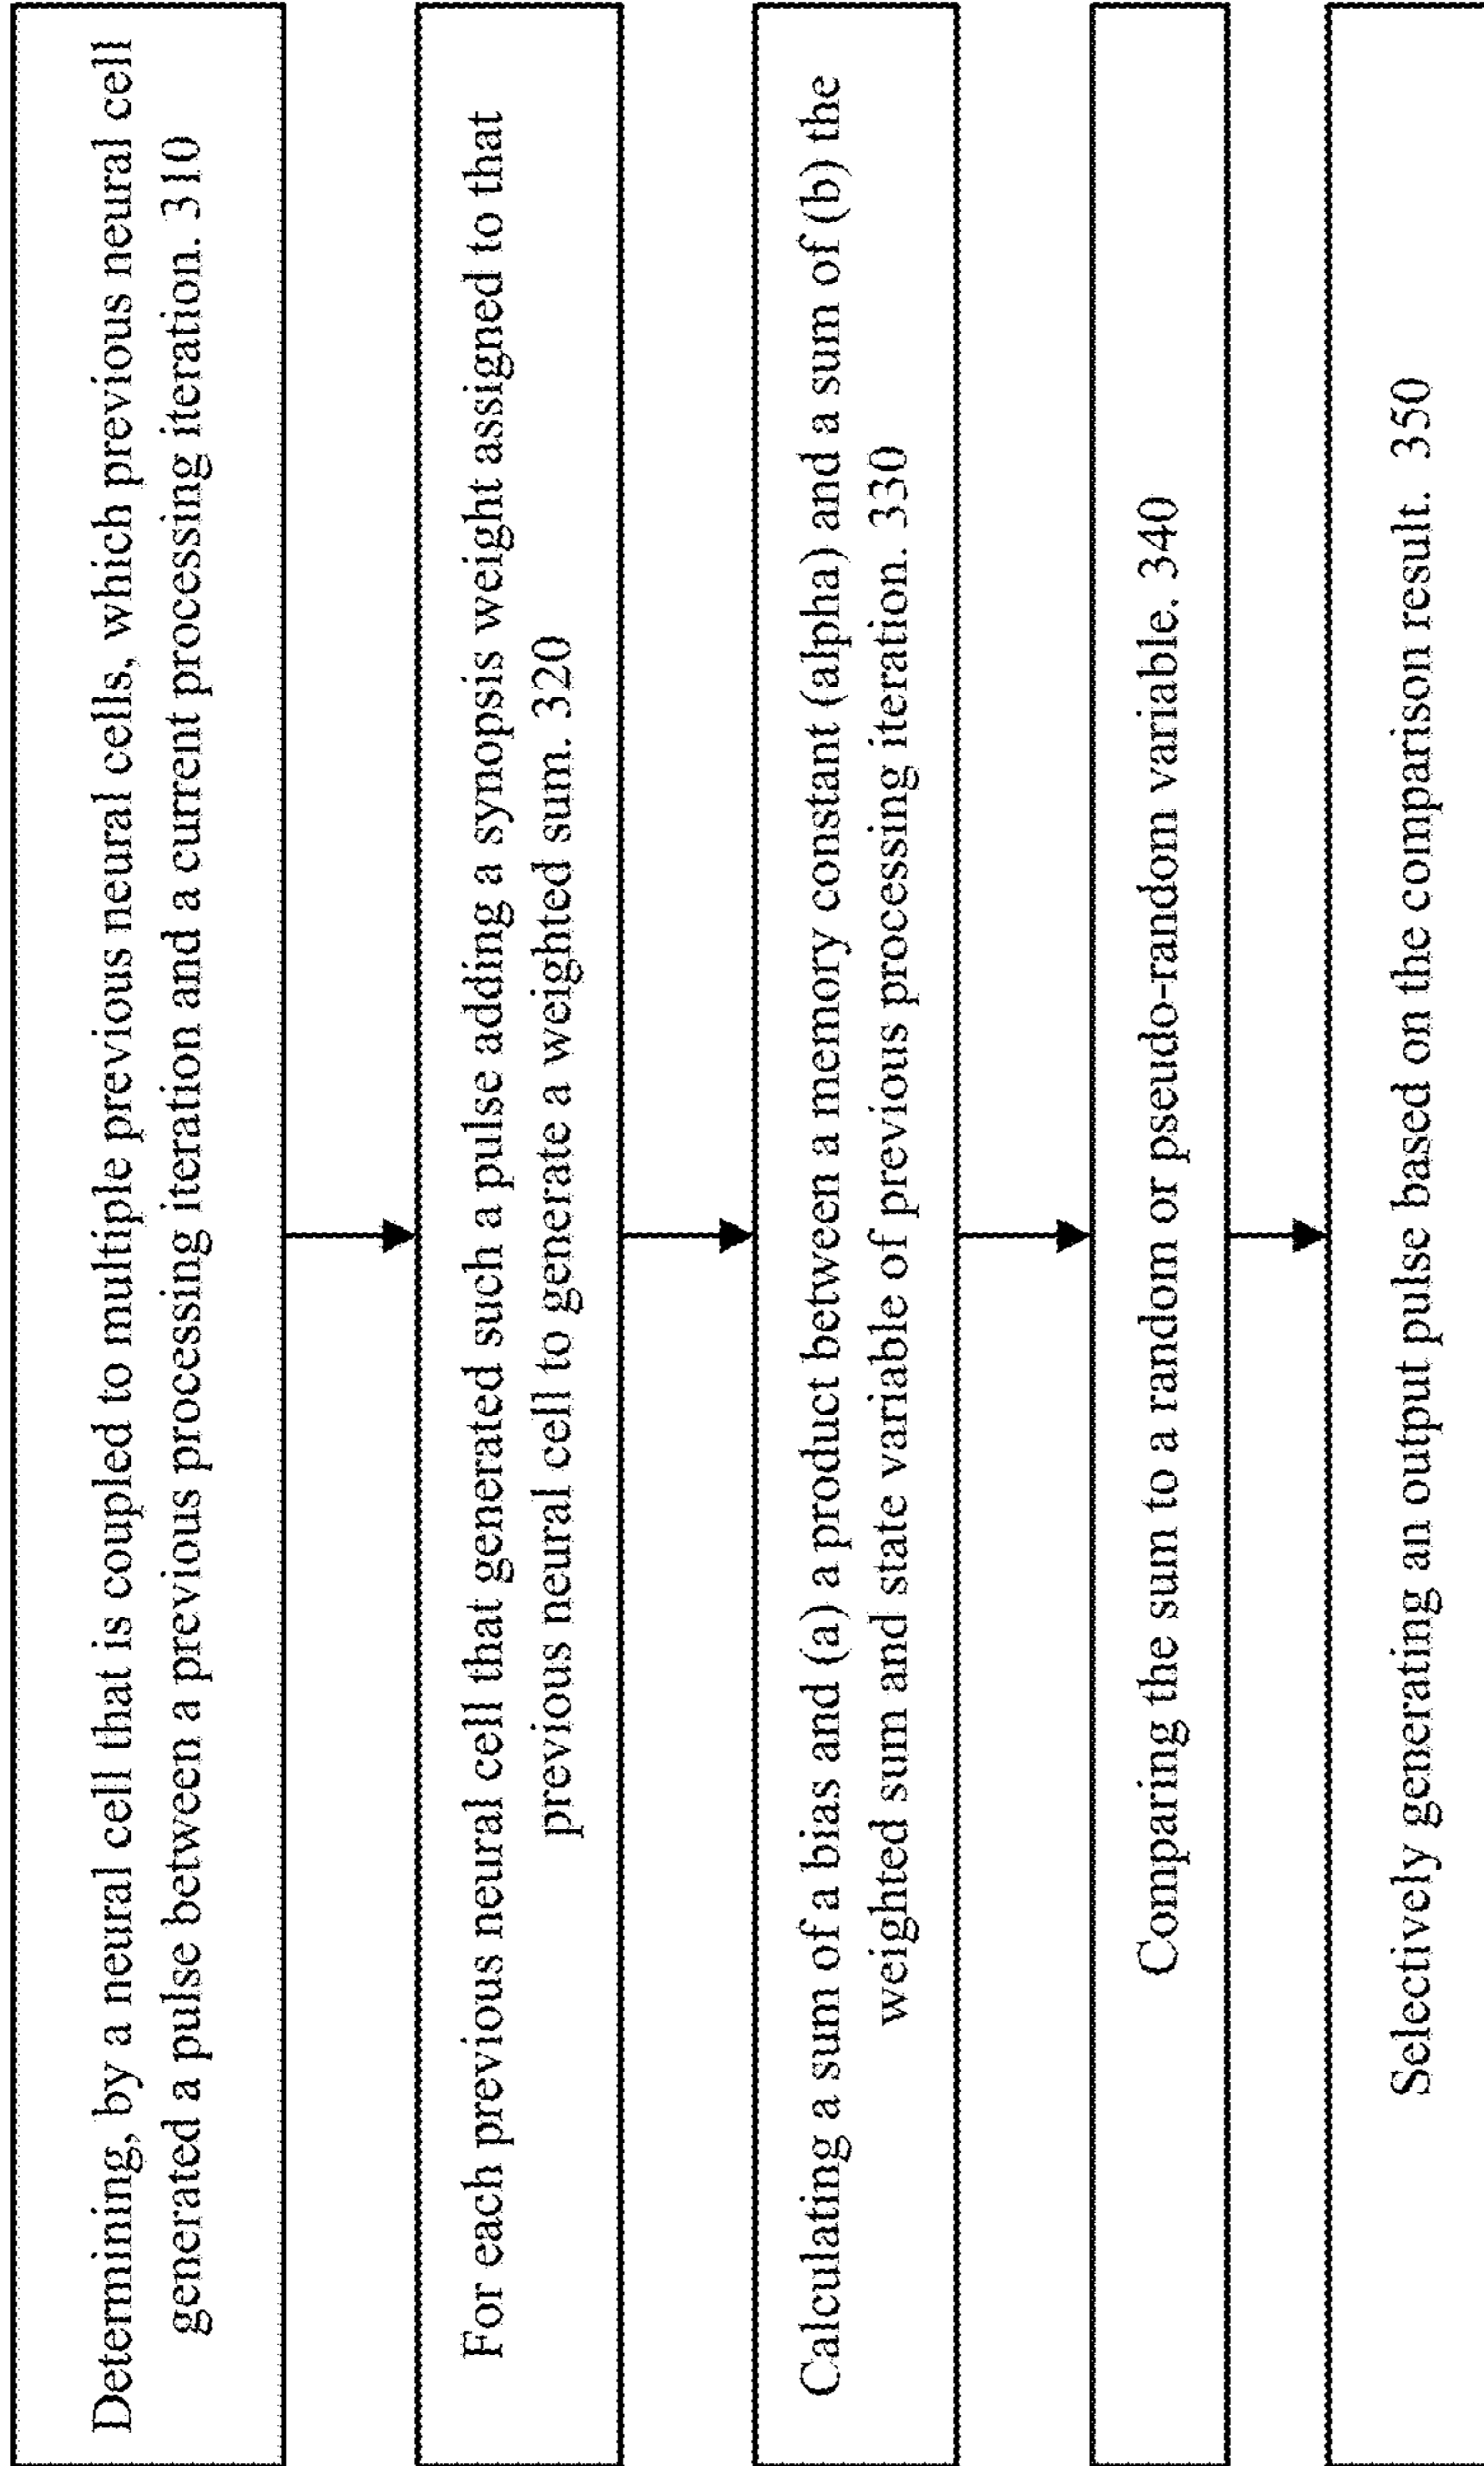 Determining, by a neural cell that is coupled to multiple previous neural cells, which previous neural cell
generated a pulse between a previous processing iteration and a current processing iteration. 310
For each previous neural cell that generated such a pulse adding a synopsis weight assigned to that
previous neural cell to generate a weighted sum. 320
Calculating a sum of a bias and (a) a product between a memory constant (alpha) and a sum of (b) the
weighted sum and state variable of previous processing iteration. 330
Comparing the sum to a random or pseudo-random variable. 340
Selectively generating an output pulse based on the comparison result. 350